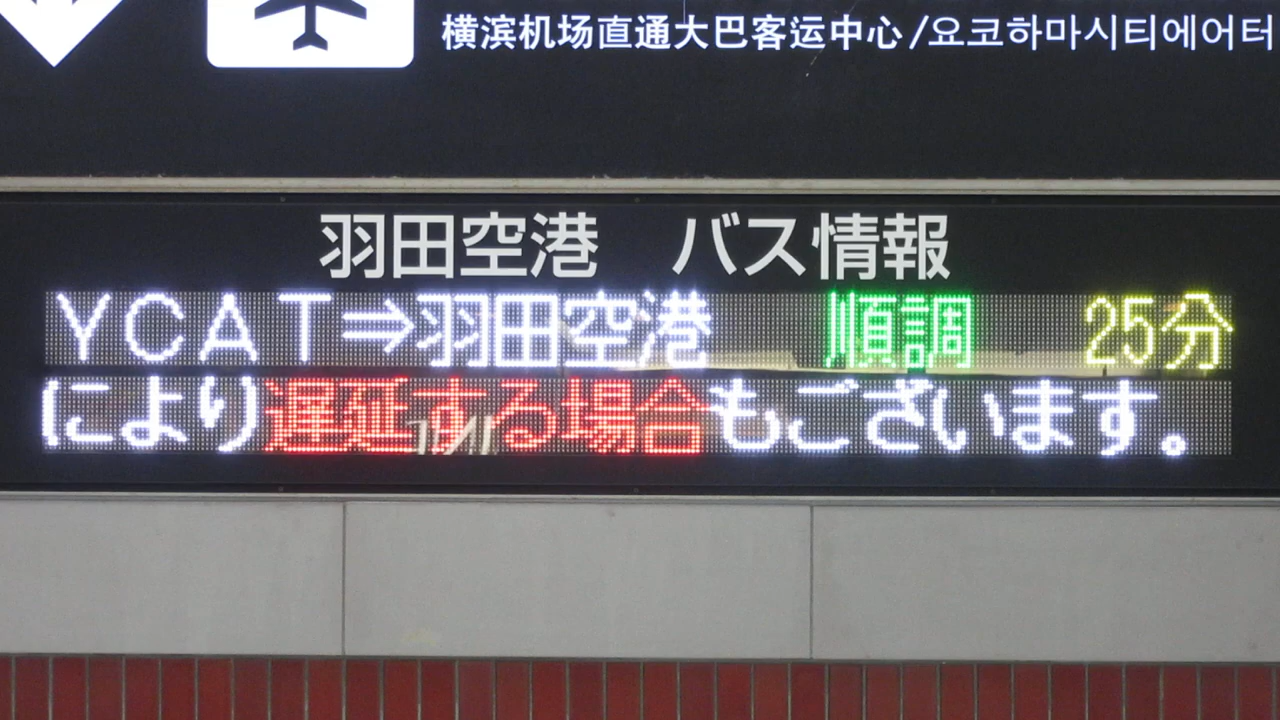 横滨机场直通大巴客运中心/요코하마시티에어터
羽田空港　バス情報
YCAT⇒羽田空港　順調　25分
により遅延する場合もございます。